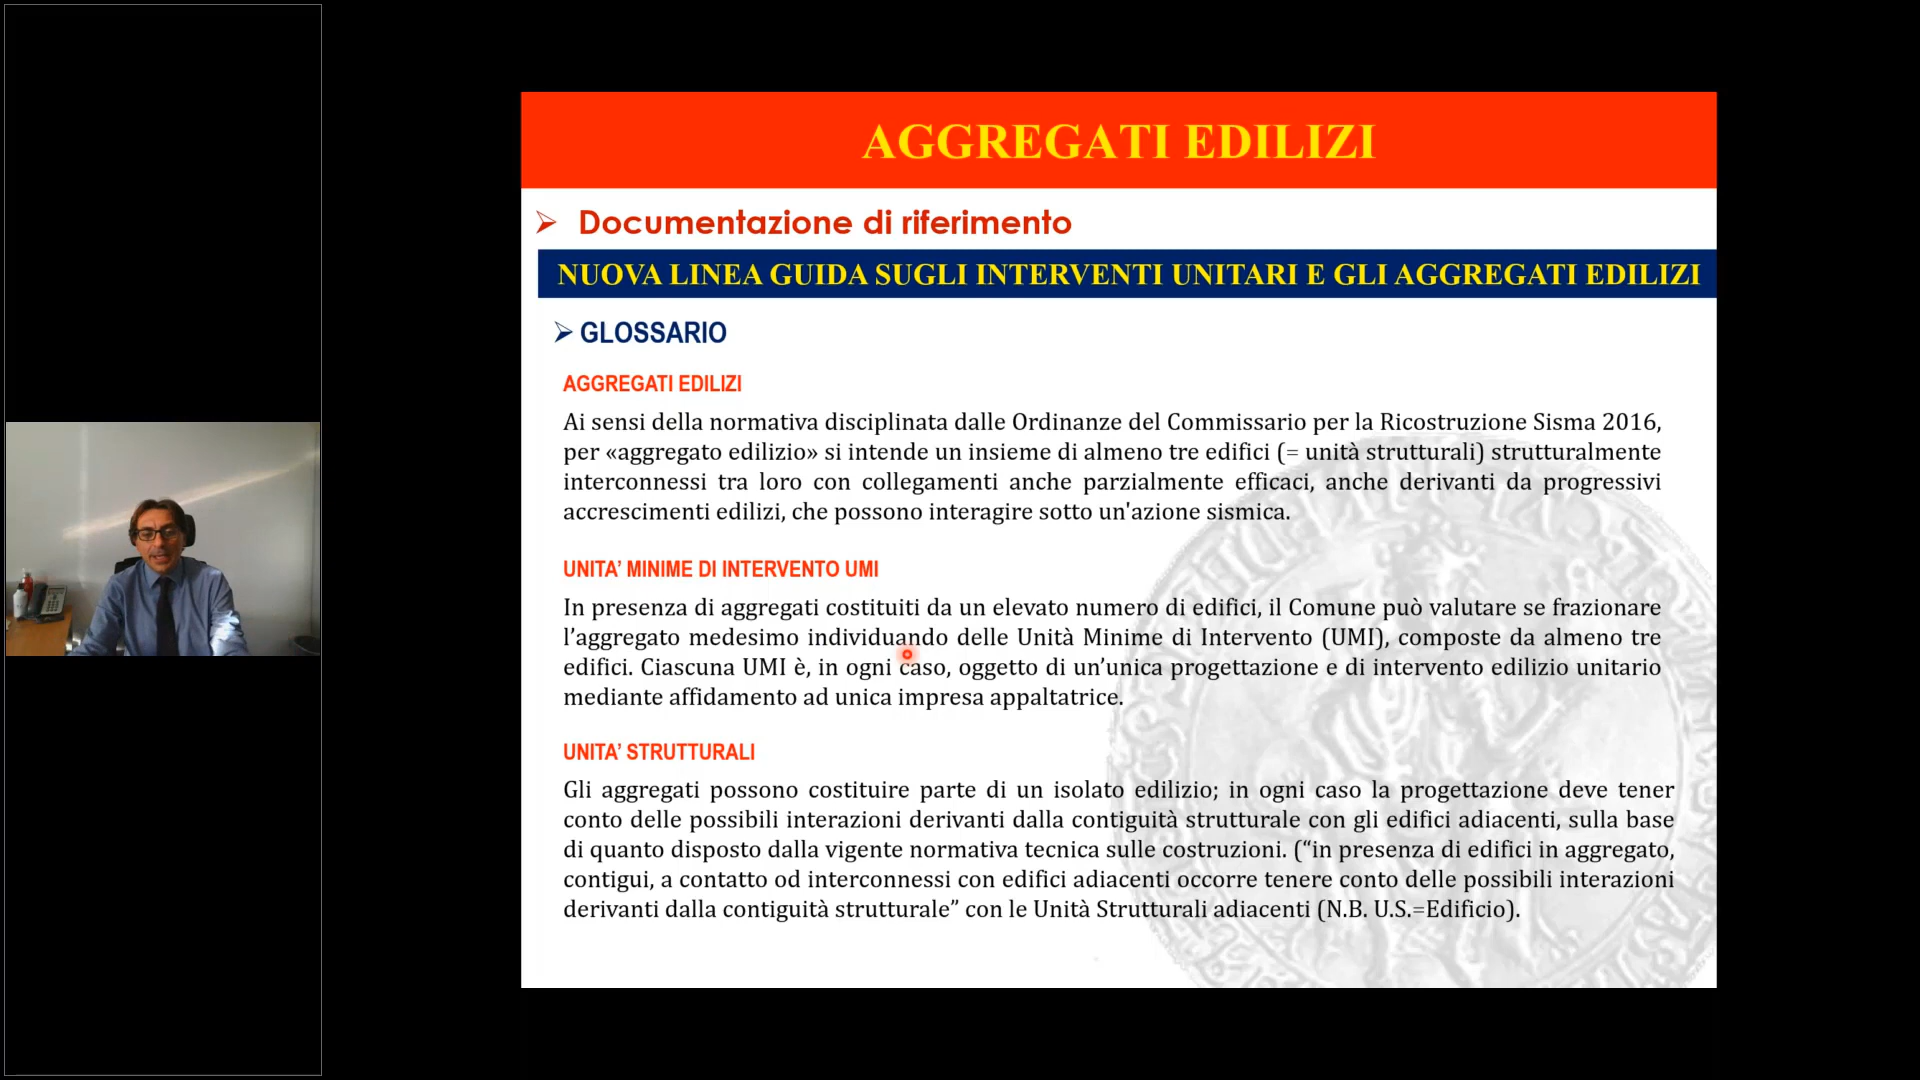 AGGREGATI EDILIZI
Documentazione di riferimento
NUOVA LINEA GUIDA SUGLI INTERVENTI UNITARI E GLI AGGREGATI EDILIZI
GLOSSARIO
AGGREGATI EDILIZI
Ai sensi della normativa disciplinata dalle Ordinanze del Commissario per la Ricostruzione Sisma 2016,
per «aggregato edilizio» si intende un insieme di almeno tre edifici (= unità strutturali) strutturalmente
interconnessi tra loro con collegamenti anche parzialmente efficaci, anche derivanti da progressivi
accrescimenti edilizi, che possono interagire sotto un'azione sismica.
UNITA’ MINIME DI INTERVENTO UMI
In presenza di aggregati costituiti da un elevato numero di edifici, il Comune può valutare se frazionare
l’aggregato medesimo individuando delle Unità Minime di Intervento (UMI), composte da almeno tre
edifici. Ciascuna UMI è, in ogni caso, oggetto di un’unica progettazione e di intervento edilizio unitario
mediante affidamento ad unica impresa appaltatrice.
UNITA’ STRUTTURALI
Gli aggregati possono costituire parte di un isolato edilizio; in ogni caso la progettazione deve tener
conto delle possibili interazioni derivanti dalla contiguità strutturale con gli edifici adiacenti, sulla base
di quanto disposto dalla vigente normativa tecnica sulle costruzioni. (“in presenza di edifici in aggregato,
contigui, a contatto od interconnessi con edifici adiacenti occorre tenere conto delle possibili interazioni
derivanti dalla contiguità strutturale” con le Unità Strutturali adiacenti (N.B. U.S.=Edificio).